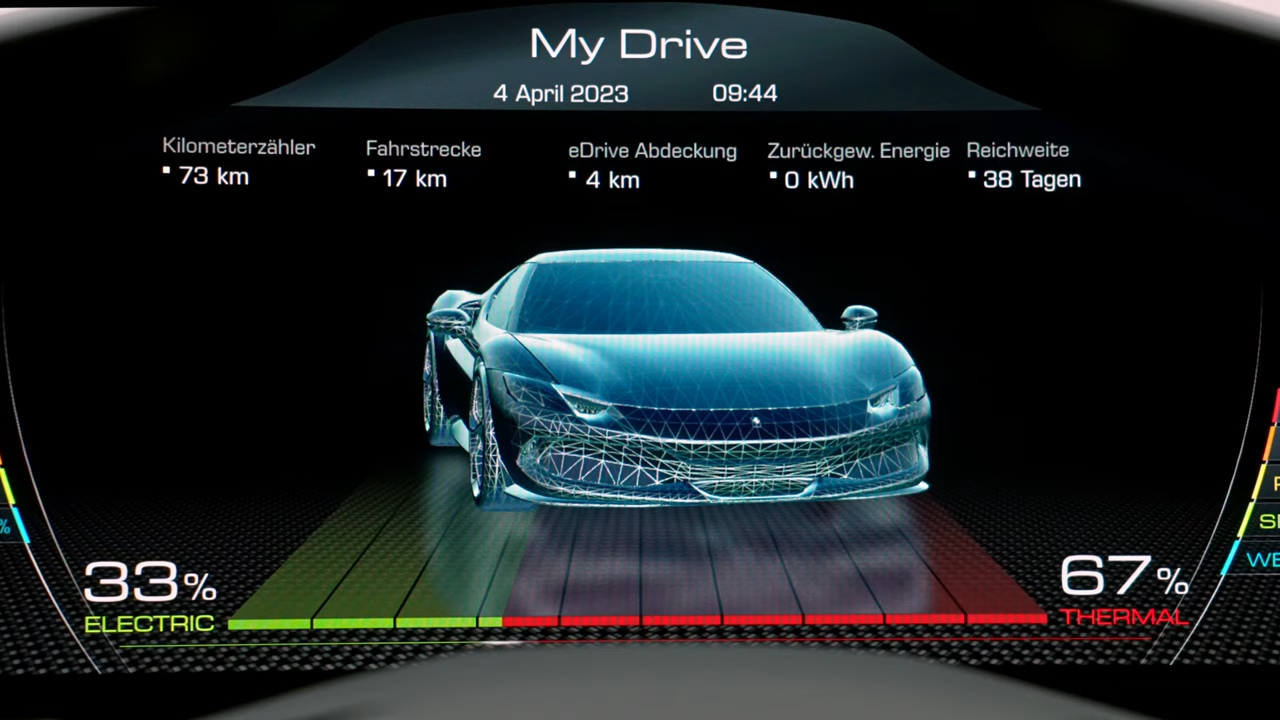 My Drive
4 April 2023 09:44
Kilometerzähler Fahrstrecke eDrive Abdeckung Zurückgew. Energie Reichweite
73 km 17 km 4 km 0 kWh 38 Tagen
33% 67%
ELECTRIC THERMAL
%
WE